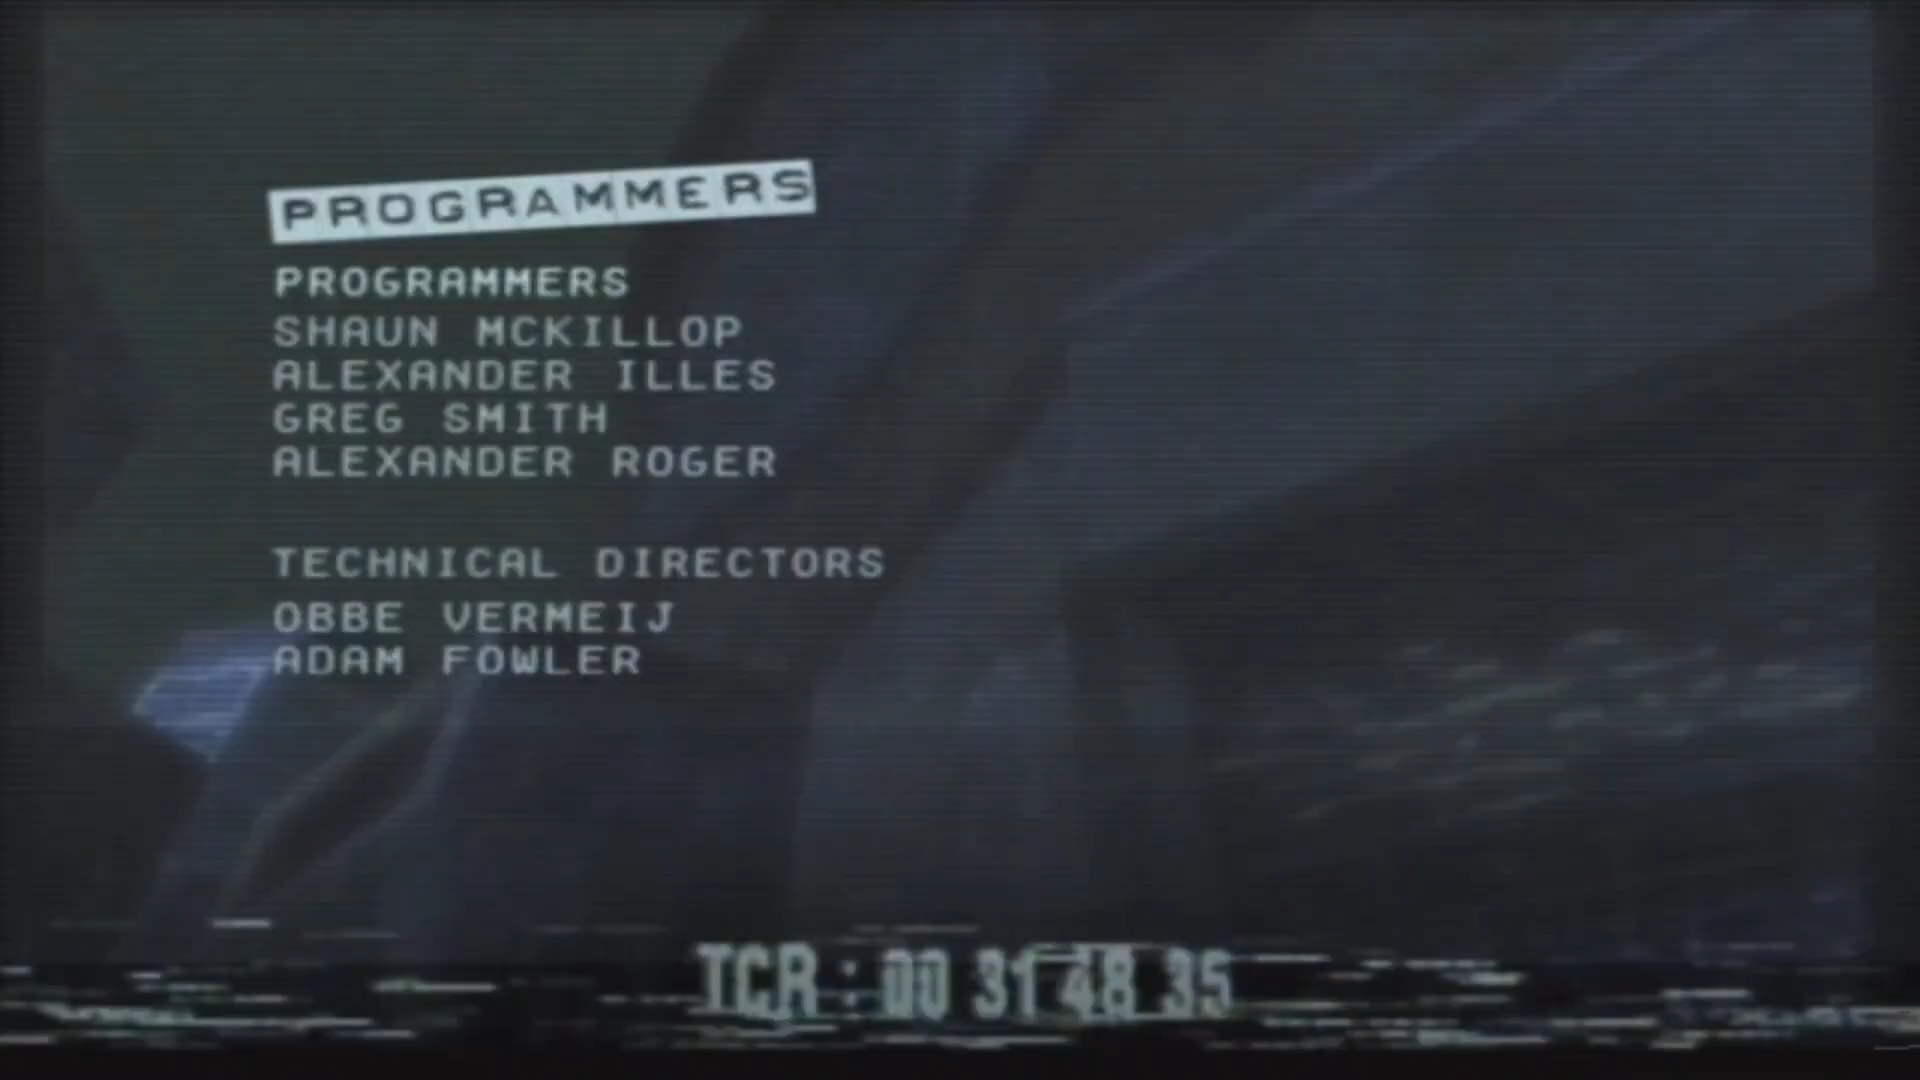 PROGRAMMERS
PROGRAMMERS
SHAUN MCKILLOP
ALEXANDER ILLES
GREG SMITH
ALEXANDER ROGER
TECHNICAL DIRECTORS
OBBE VERMEIJ
ADAM FOWLER
TCR : 00 31 48 35